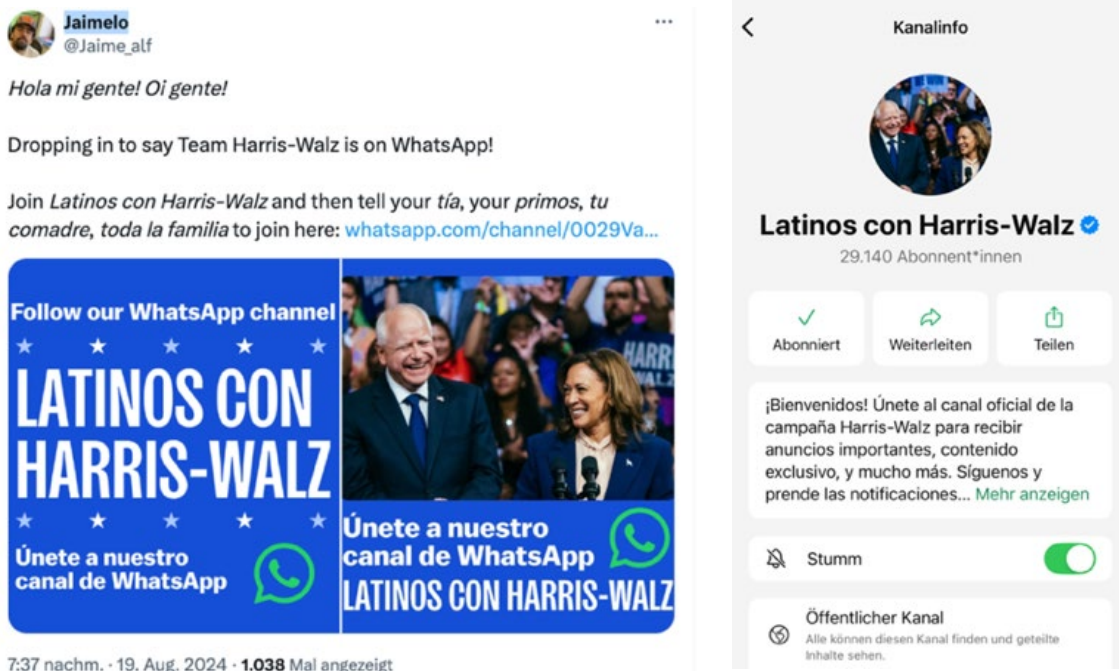 Jaimelo
@Jaime_alf
Hola mi gente! Oi gente!
Dropping in to say Team Harris-Walz is on WhatsApp!
Join Latinos con Harris-Walz and then tell your tía, your primos, tu
comadre, toda la familia to join here: whatsapp.com/channel/0029Va...
Follow our WhatsApp channel
LATINOS CON
HARRIS-WALZ
Únete a nuestro
canal de WhatsApp
HARR
WALZ
Únete a nuestro
canal de WhatsApp
LATINOS CON HARRIS-WALZ
7:37 nachm. · 19. Aug. 2024 · 1.038 Mal angezeigt
Kanalinfo
Latinos con Harris-Walz
29.140 Abonnent*innen
Abonniert
Weiterleiten
Teilen
¡Bienvenidos! Únete al canal oficial de la
campaña Harris-Walz para recibir
anuncios importantes, contenido
exclusivo, y mucho más. Síguenos y
prende las notificaciones... Mehr anzeigen
Stumm
Öffentlicher Kanal
Alle können diesen Kanal finden und geteilte
Inhalte sehen.